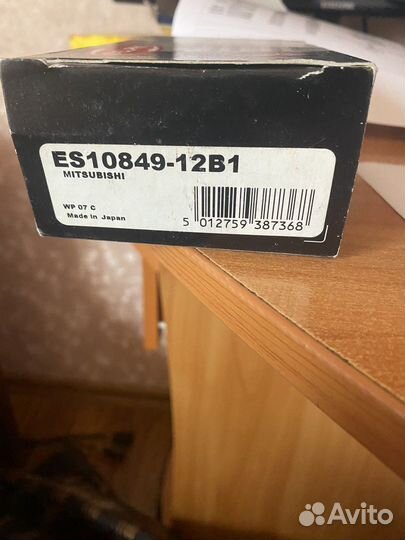 ES10849-12B1
MITSUBISHI
WP 07 C
Made in Japan
5 012759 387368
Avito